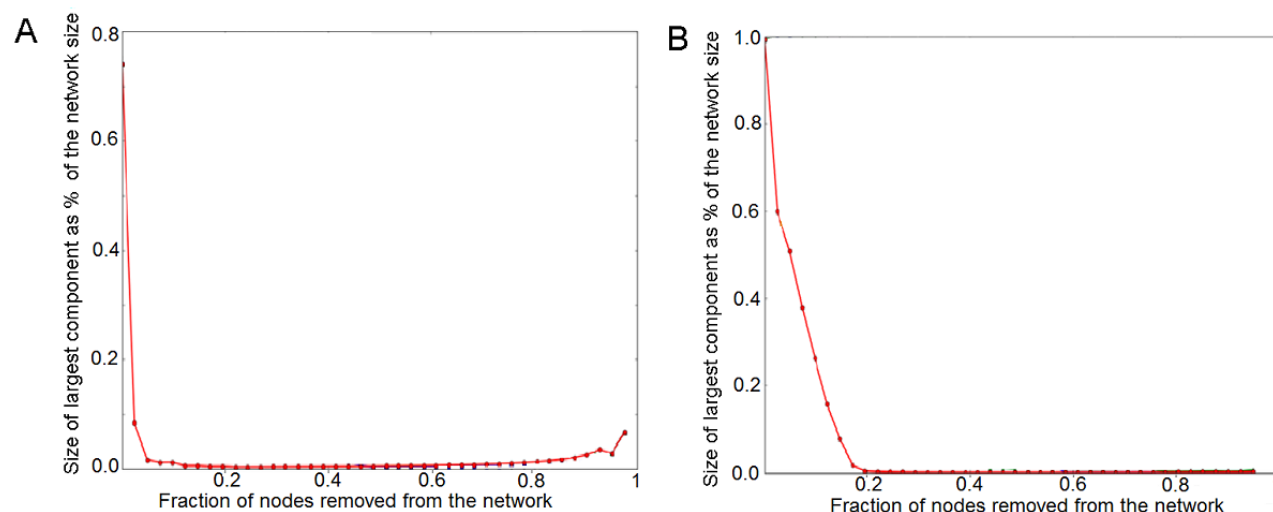 A
Size of largest component as % of the network size
0.8
0.6
0.4
0.2
0.0
0.2 0.4 0.6 0.8 1
Fraction of nodes removed from the network
B
Size of largest component as % of the network size
1.0
0.8
0.6
0.4
0.2
0.0
0.2 0.4 0.6 0.8
Fraction of nodes removed from the network